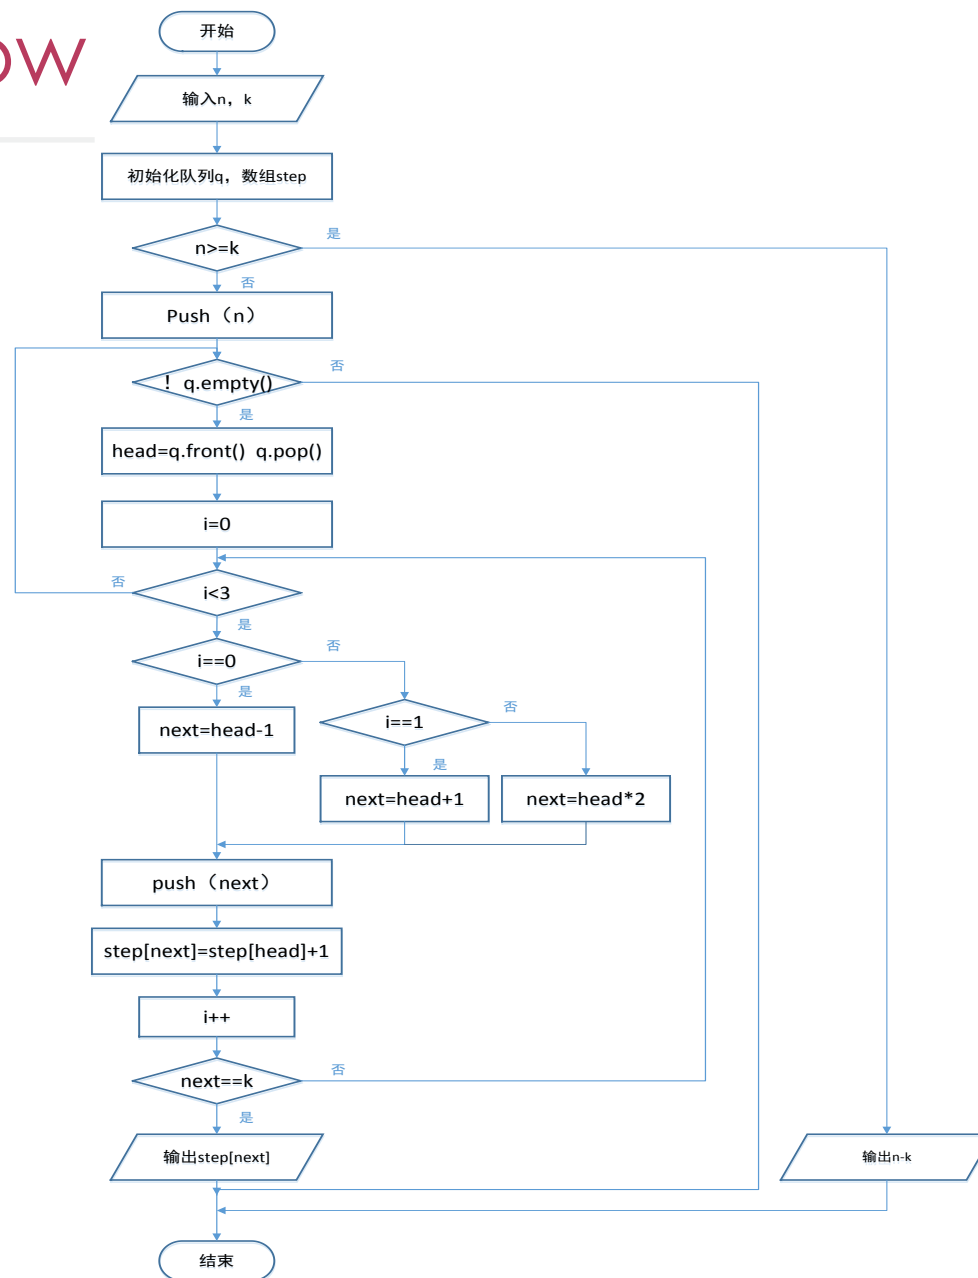 OW
开始
输入n，k
初始化队列q，数组step
n>=k
是
否
Push（n）
！q.empty()
否
是
head=q.front() q.pop()
i=0
否
i<3
是
i==0
否
是
next=head-1
i==1
否
是
next=head+1
next=head*2
push（next）
step[next]=step[head]+1
i++
next==k
否
是
输出step[next]
输出n-k
结束